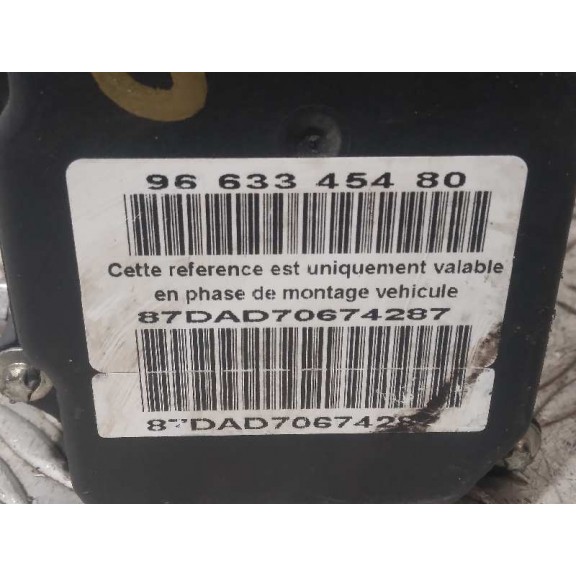 96 633 454 80
Cette reference est uniquement valable
en phase de montage vehicule
87DAD70674287